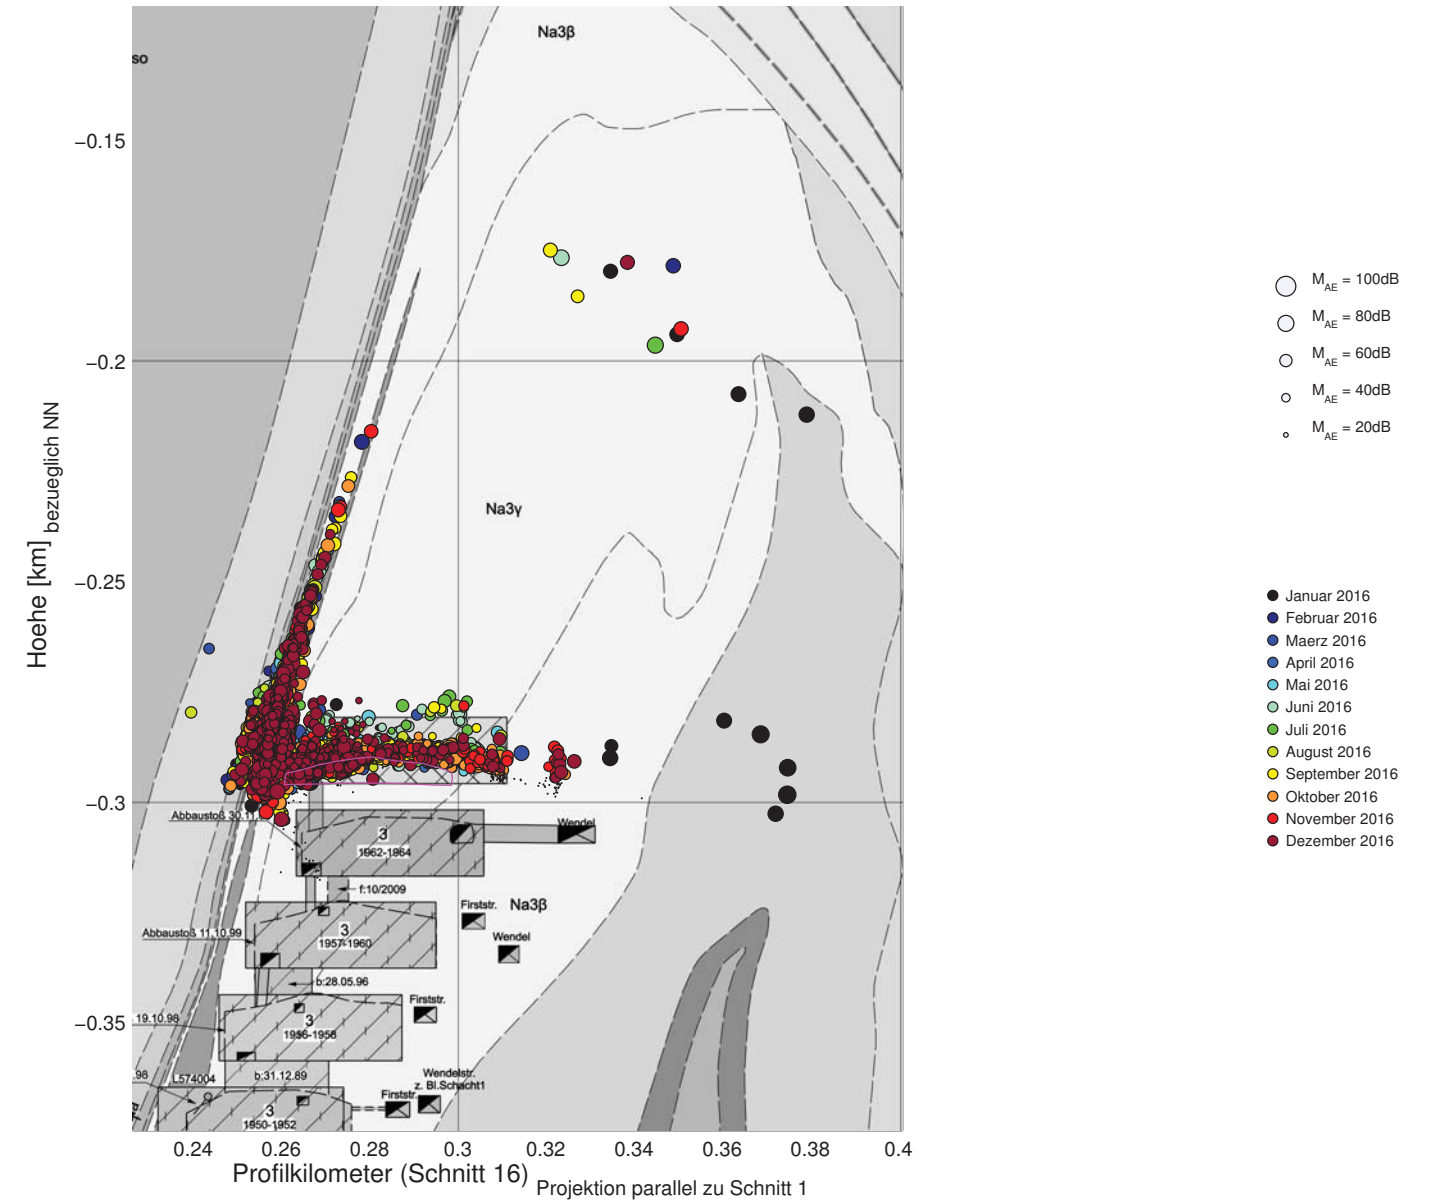 Na3β
so
−0.15
−0.2
−0.25
−0.3
−0.35
Hoehe [km] bezueglich NN
Na3γ
Abbaustoß 30.11.
3
1962-1964
Wendel
f:10/2009
Firststr.
Na3β
Abbaustoß 11.10.99
3
1957-1960
Wendel
b:28.05.96
Firststr.
19.10.98
3
1956-1958
.98
L574004
b:31.12.89
Wendelstr.
z. Bl.Schacht1
Firststr.
3
1950-1952
0.24
0.26
0.28
0.3
0.32
0.34
0.36
0.38
0.4
Profilkilometer (Schnitt 16) Projektion parallel zu Schnitt 1
MAE = 100dB
MAE = 80dB
MAE = 60dB
MAE = 40dB
MAE = 20dB
Januar 2016
Februar 2016
Maerz 2016
April 2016
Mai 2016
Juni 2016
Juli 2016
August 2016
September 2016
Oktober 2016
November 2016
Dezember 2016